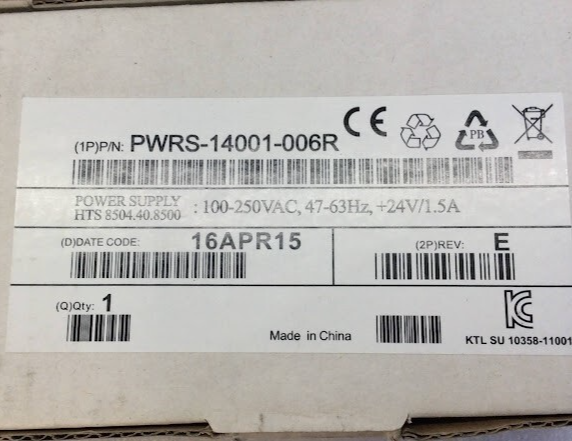 (1P)P/N: PWRS-14001-006R
CE
PB
POWER SUPPLY
HTS 8504.40.8500 : 100-250VAC, 47-63Hz, +24V/1.5A
(D)DATE CODE: 16APR15
(2P)REV: E
(Q)Qty: 1
Made in China
KC
KTL SU 10358-11001